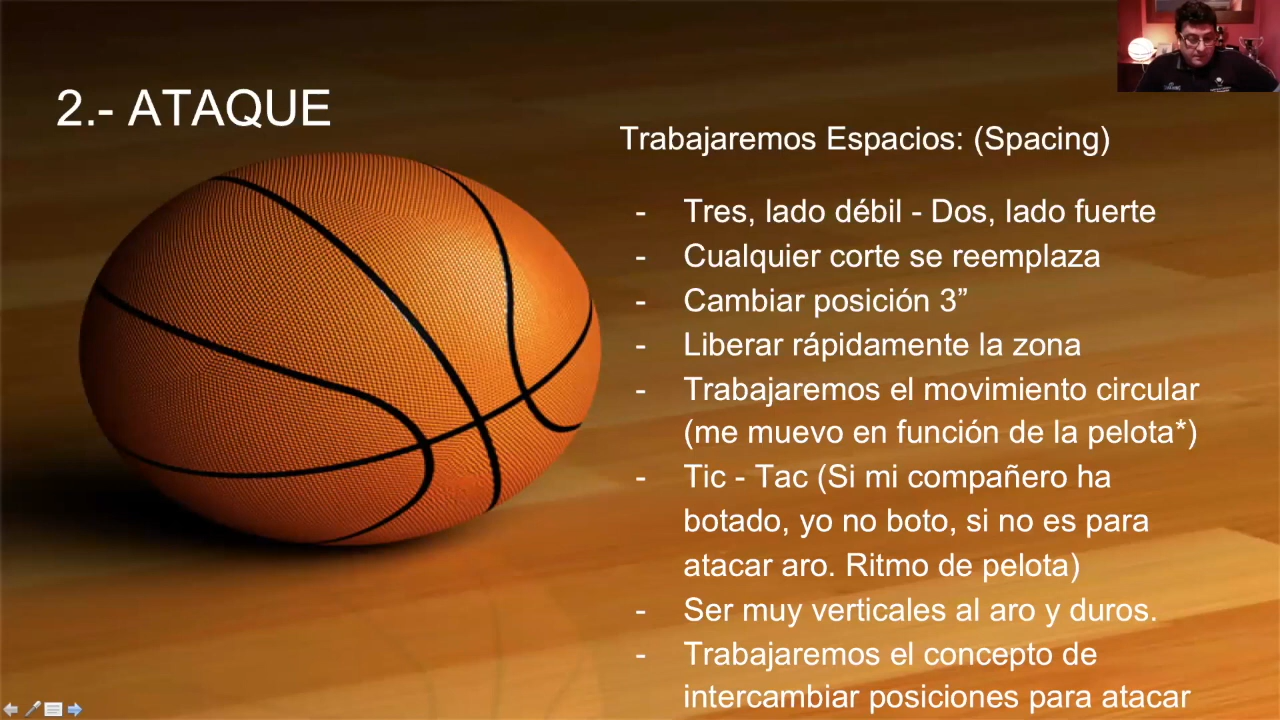 2.- ATAQUE
Trabajaremos Espacios: (Spacing)
- Tres, lado débil - Dos, lado fuerte
- Cualquier corte se reemplaza
- Cambiar posición 3”
- Liberar rápidamente la zona
- Trabajaremos el movimiento circular
(me muevo en función de la pelota*)
- Tic - Tac (Si mi compañero ha
botado, yo no boto, si no es para
atacar aro. Ritmo de pelota)
- Ser muy verticales al aro y duros.
- Trabajaremos el concepto de
intercambiar posiciones para atacar